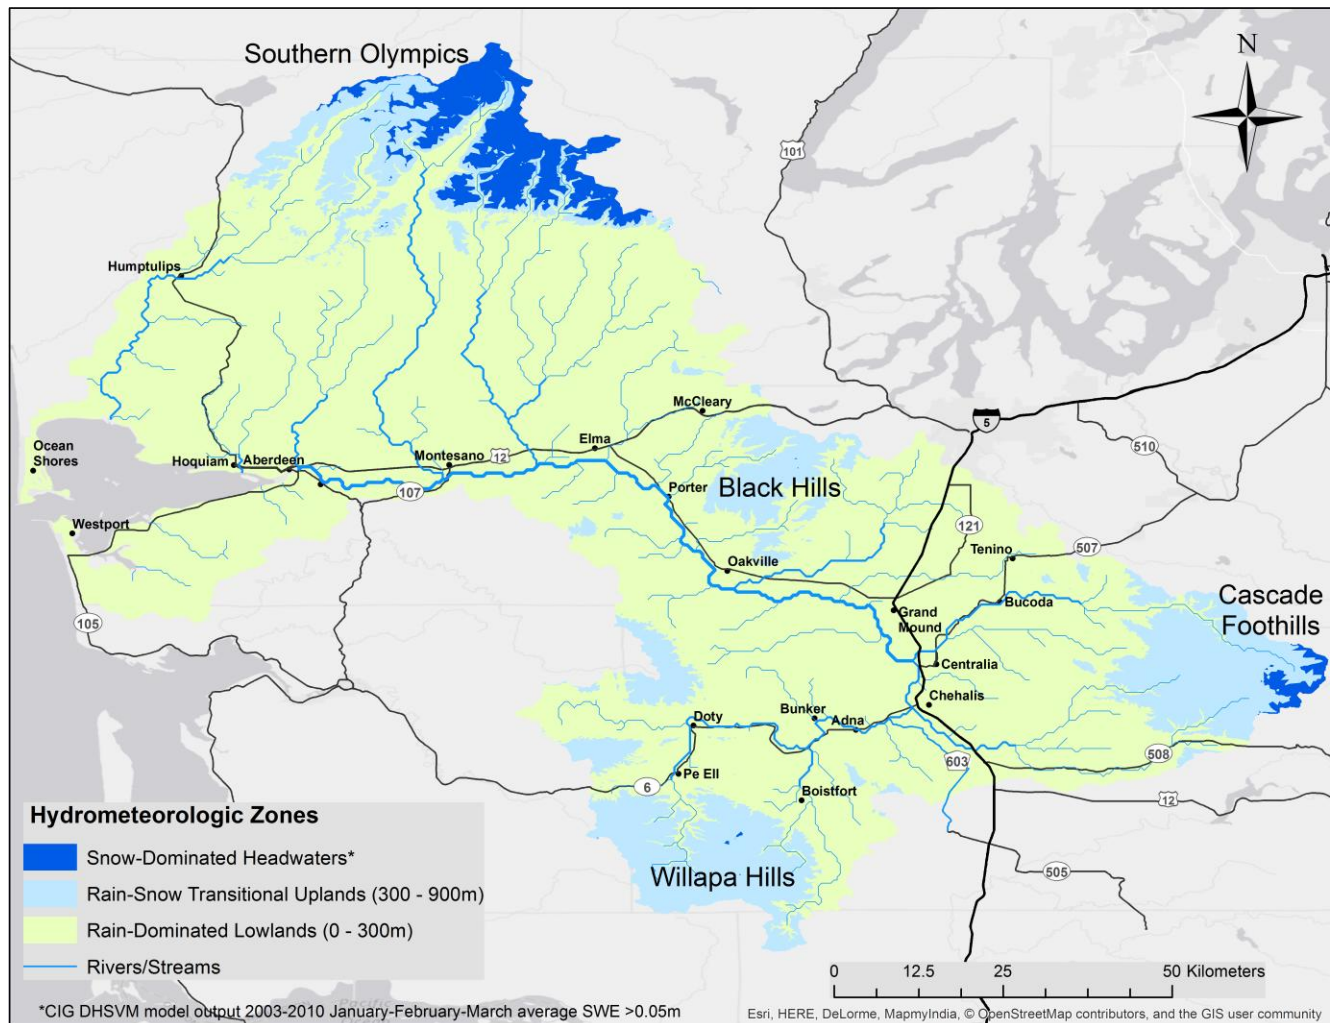 Southern Olympics
N
101
Humptulips
McCleary
5
510
Ocean
Shores
Elma
Hoquiam
Aberdeen
Montesano
12
107
Porter
Black Hills
121
Westport
Tenino
507
Oakville
Bucoda
Cascade
Foothills
105
Grand
Mound
Centralia
Chehalis
Doty
Bunker
Adna
603
508
6
Pe Ell
Boistfort
12
Willapa Hills
505
Hydrometeorologic Zones
Snow-Dominated Headwaters*
Rain-Snow Transitional Uplands (300 - 900m)
Rain-Dominated Lowlands (0 - 300m)
Rivers/Streams
0 12.5 25 50 Kilometers
*CIG DHSVM model output 2003-2010 January-February-March average SWE >0.05m
Esri, HERE, DeLorme, MapmyIndia, © OpenStreetMap contributors, and the GIS user community